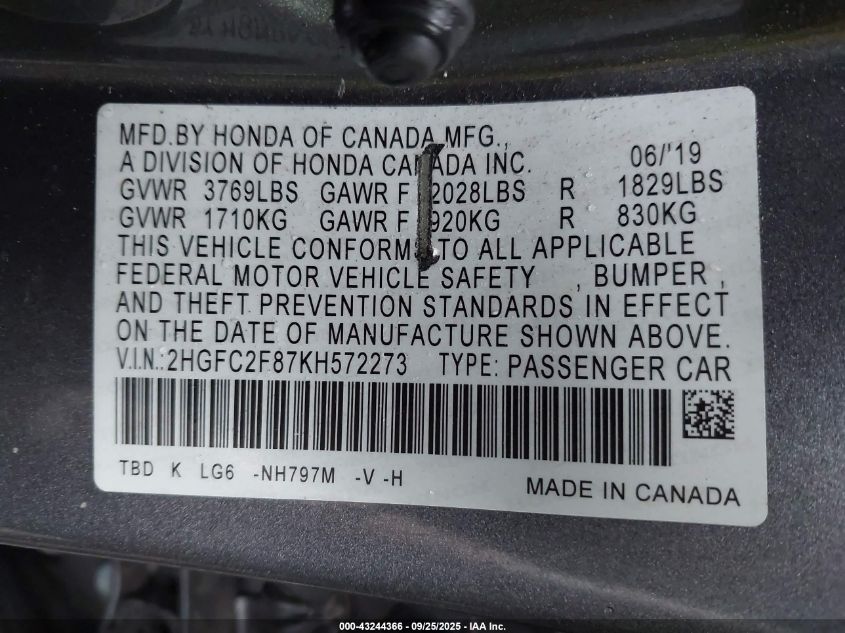 MFD.BY HONDA OF CANADA MFG.,
A DIVISION OF HONDA CANADA INC. 06/'19
GVWR 3769LBS GAWR F 2028LBS R 1829LBS
GVWR 1710KG GAWR F 920KG R 830KG
THIS VEHICLE CONFORMS TO ALL APPLICABLE
FEDERAL MOTOR VEHICLE SAFETY , BUMPER ,
AND THEFT PREVENTION STANDARDS IN EFFECT
ON THE DATE OF MANUFACTURE SHOWN ABOVE.
V.I.N.:2HGFC2F87KH572273 TYPE: PASSENGER CAR
TBD K LG6 -NH797M -V -H
MADE IN CANADA
000-43244366 - 09/25/2025 - IAA Inc.